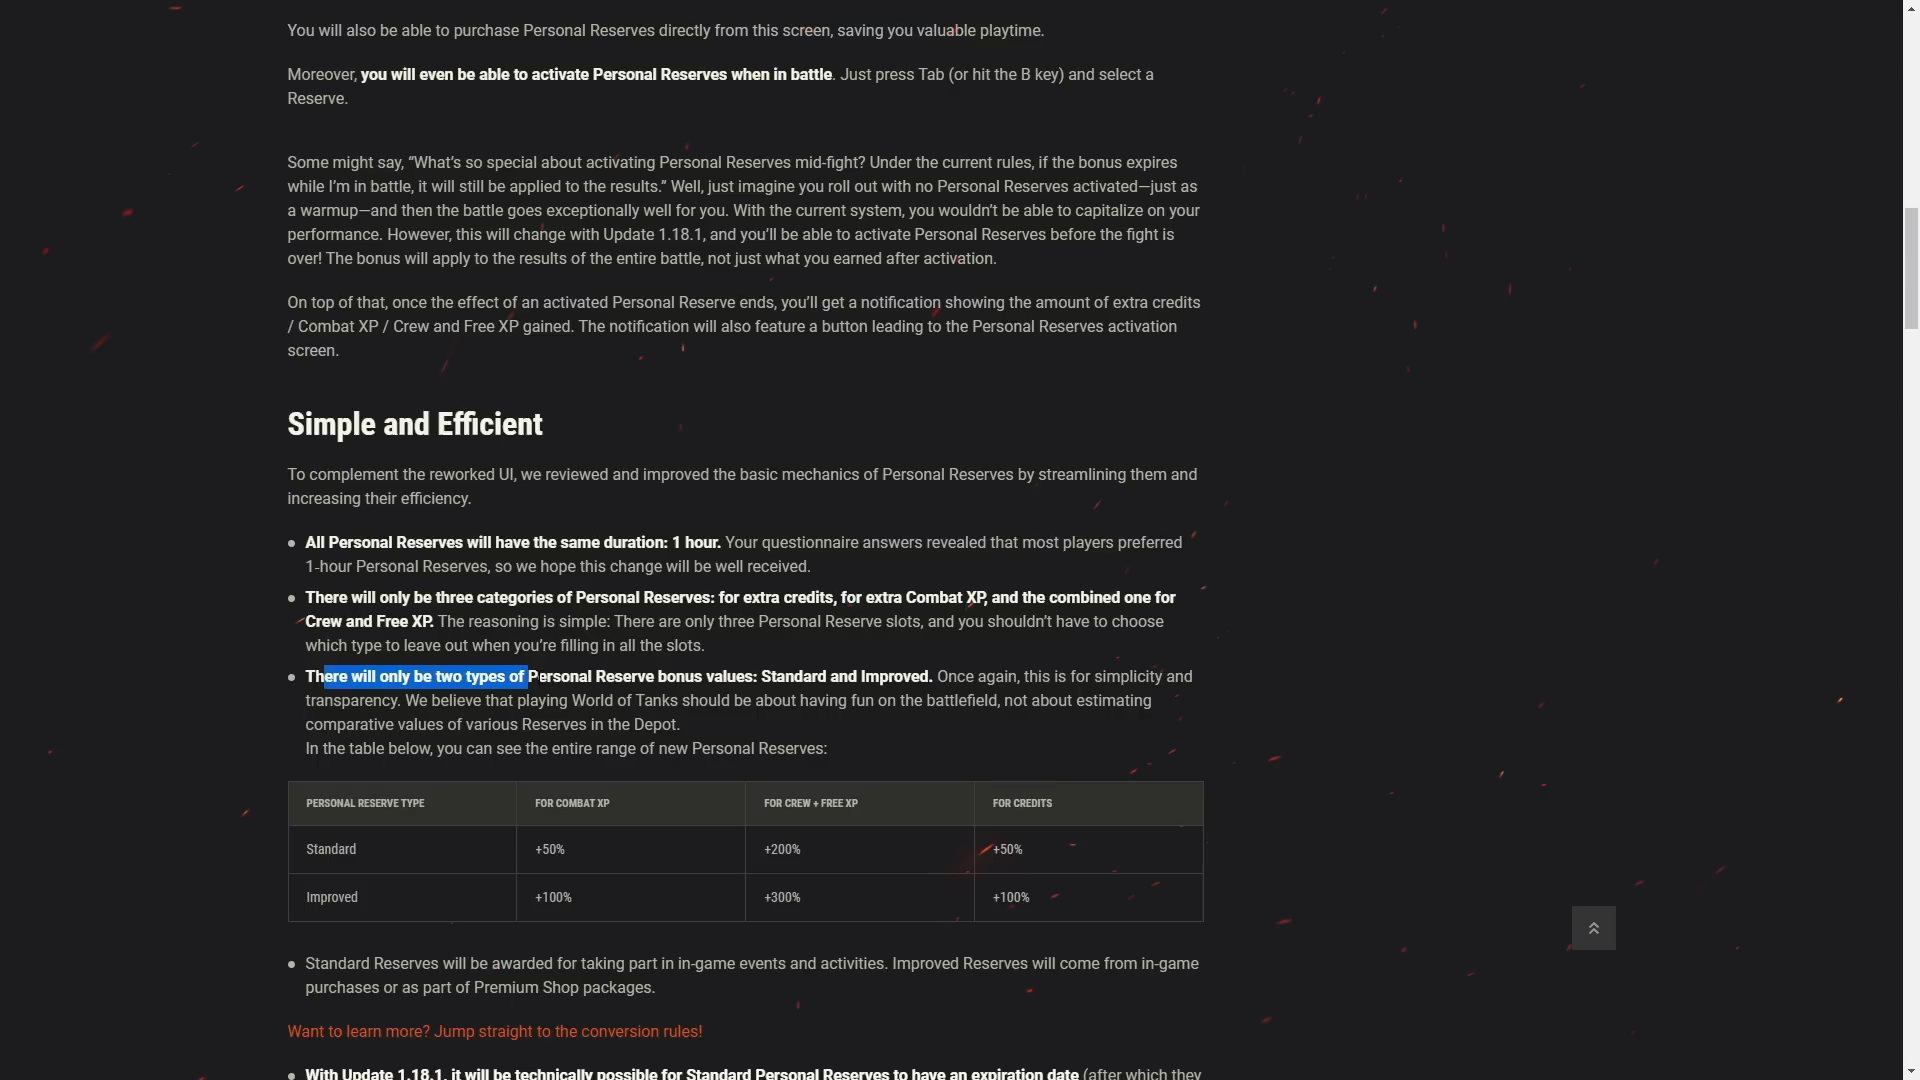 You will also be able to purchase Personal Reserves directly from this screen, saving you valuable playtime.
Moreover, you will even be able to activate Personal Reserves when in battle. Just press Tab (or hit the B key) and select a
Reserve.
Some might say, “What’s so special about activating Personal Reserves mid-fight? Under the current rules, if the bonus expires
while I’m in battle, it will still be applied to the results.” Well, just imagine you roll out with no Personal Reserves activated—just as
a warmup—and then the battle goes exceptionally well for you. With the current system, you wouldn’t be able to capitalize on your
performance. However, this will change with Update 1.18.1, and you’ll be able to activate Personal Reserves before the fight is
over! The bonus will apply to the results of the entire battle, not just what you earned after activation.
On top of that, once the effect of an activated Personal Reserve ends, you’ll get a notification showing the amount of extra credits
/ Combat XP / Crew and Free XP gained. The notification will also feature a button leading to the Personal Reserves activation
screen.
Simple and Efficient
To complement the reworked UI, we reviewed and improved the basic mechanics of Personal Reserves by streamlining them and
increasing their efficiency.
All Personal Reserves will have the same duration: 1 hour. Your questionnaire answers revealed that most players preferred
1-hour Personal Reserves, so we hope this change will be well received.
There will only be three categories of Personal Reserves: for extra credits, for extra Combat XP, and the combined one for
Crew and Free XP. The reasoning is simple: There are only three Personal Reserve slots, and you shouldn’t have to choose
which type to leave out when you’re filling in all the slots.
There will only be two types of Personal Reserve bonus values: Standard and Improved. Once again, this is for simplicity and
transparency. We believe that playing World of Tanks should be about having fun on the battlefield, not about estimating
comparative values of various Reserves in the Depot.
In the table below, you can see the entire range of new Personal Reserves:
PERSONAL RESERVE TYPE FOR COMBAT XP FOR CREW + FREE XP FOR CREDITS
Standard +50% +200% +50%
Improved +100% +300% +100%
Standard Reserves will be awarded for taking part in in-game events and activities. Improved Reserves will come from in-game
purchases or as part of Premium Shop packages.
Want to learn more? Jump straight to the conversion rules!
With Update 1.18.1, it will be technically possible for Standard Personal Reserves to have an expiration date (after which they